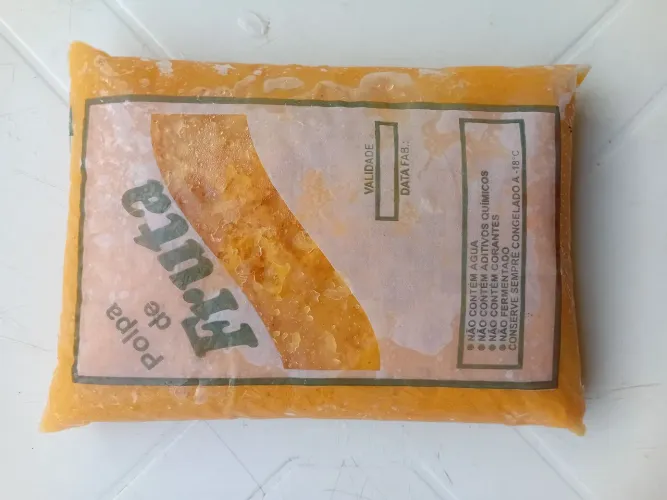 Polpa
de
Fruta
VALIDADE
DATA FAB.:
● NÃO CONTÉM AGUA
● NÃO CONTÉM ADITIVOS QUÍMICOS
● NÃO CONTÉM CORANTES
● NÃO FERMENTADO
CONSERVE SEMPRE CONGELADO A -18°C